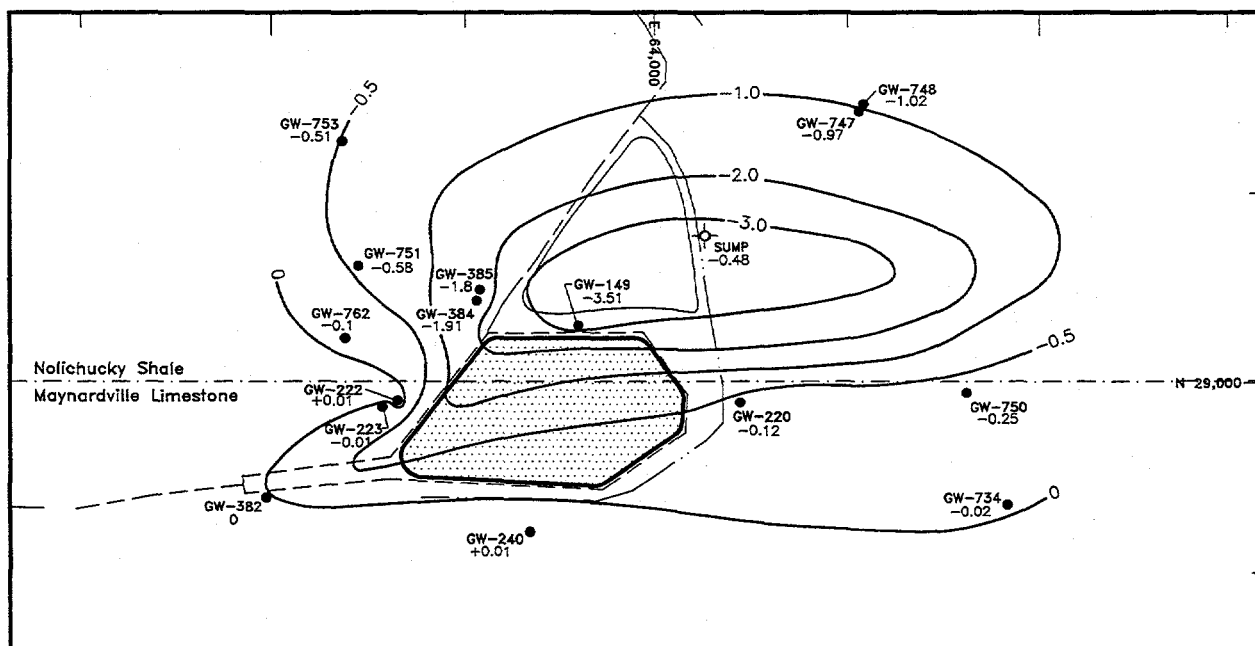 E-64,000
-0.5
-1.0
GW-748
-1.02
GW-747
-0.97
GW-753
-0.51
-2.0
-3.0
SUMP
-0.48
GW-751
-0.58
0
GW-385
-1.8
GW-384
-1.91
GW-149
-3.51
GW-762
-0.1
-0.5
Nolichucky Shale
Maynardville Limestone
N 29,000
GW-222
+0.01
GW-223
-0.01
GW-220
-0.12
GW-750
-0.25
GW-382
0
GW-734
-0.02
0
GW-240
+0.01